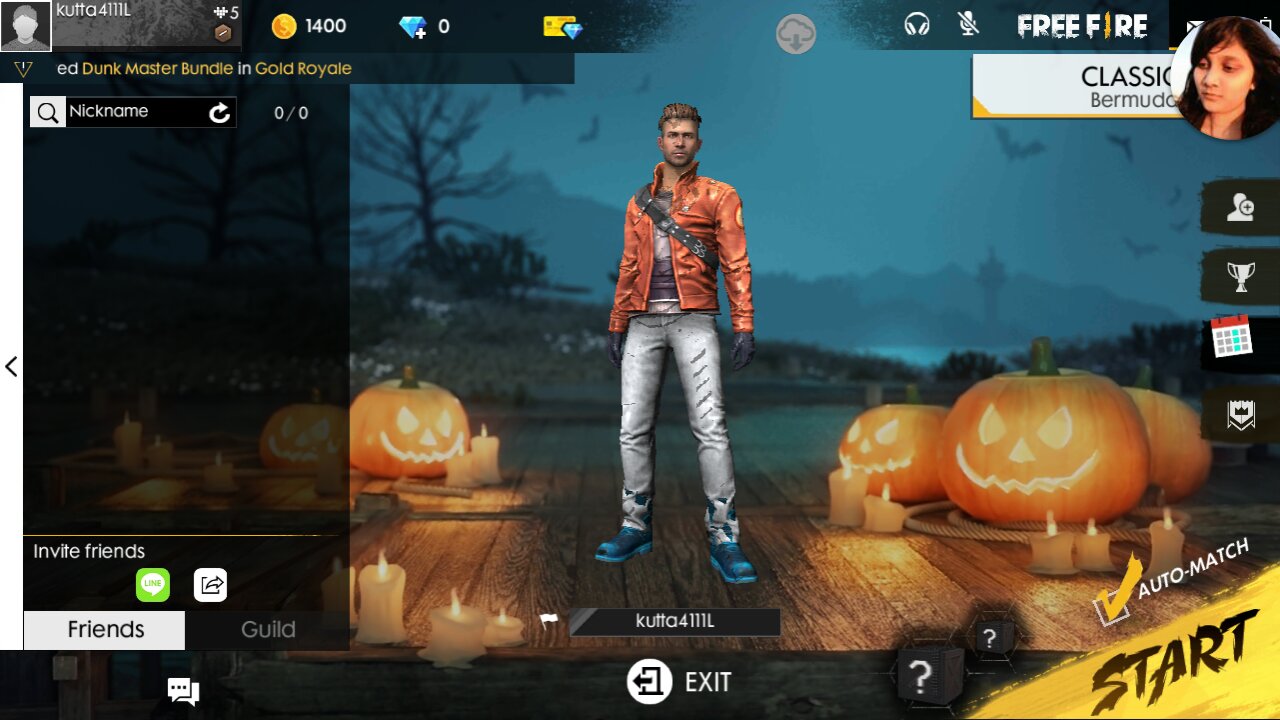 kutta4111L
5
1400
0
FREE FIRE
ed Dunk Master Bundle in Gold Royale
CLASSIC
Bermuda
Nickname
0 / 0
Invite friends
LINE
Friends
Guild
kutta4111L
EXIT
?
?
AUTO-MATCH
START